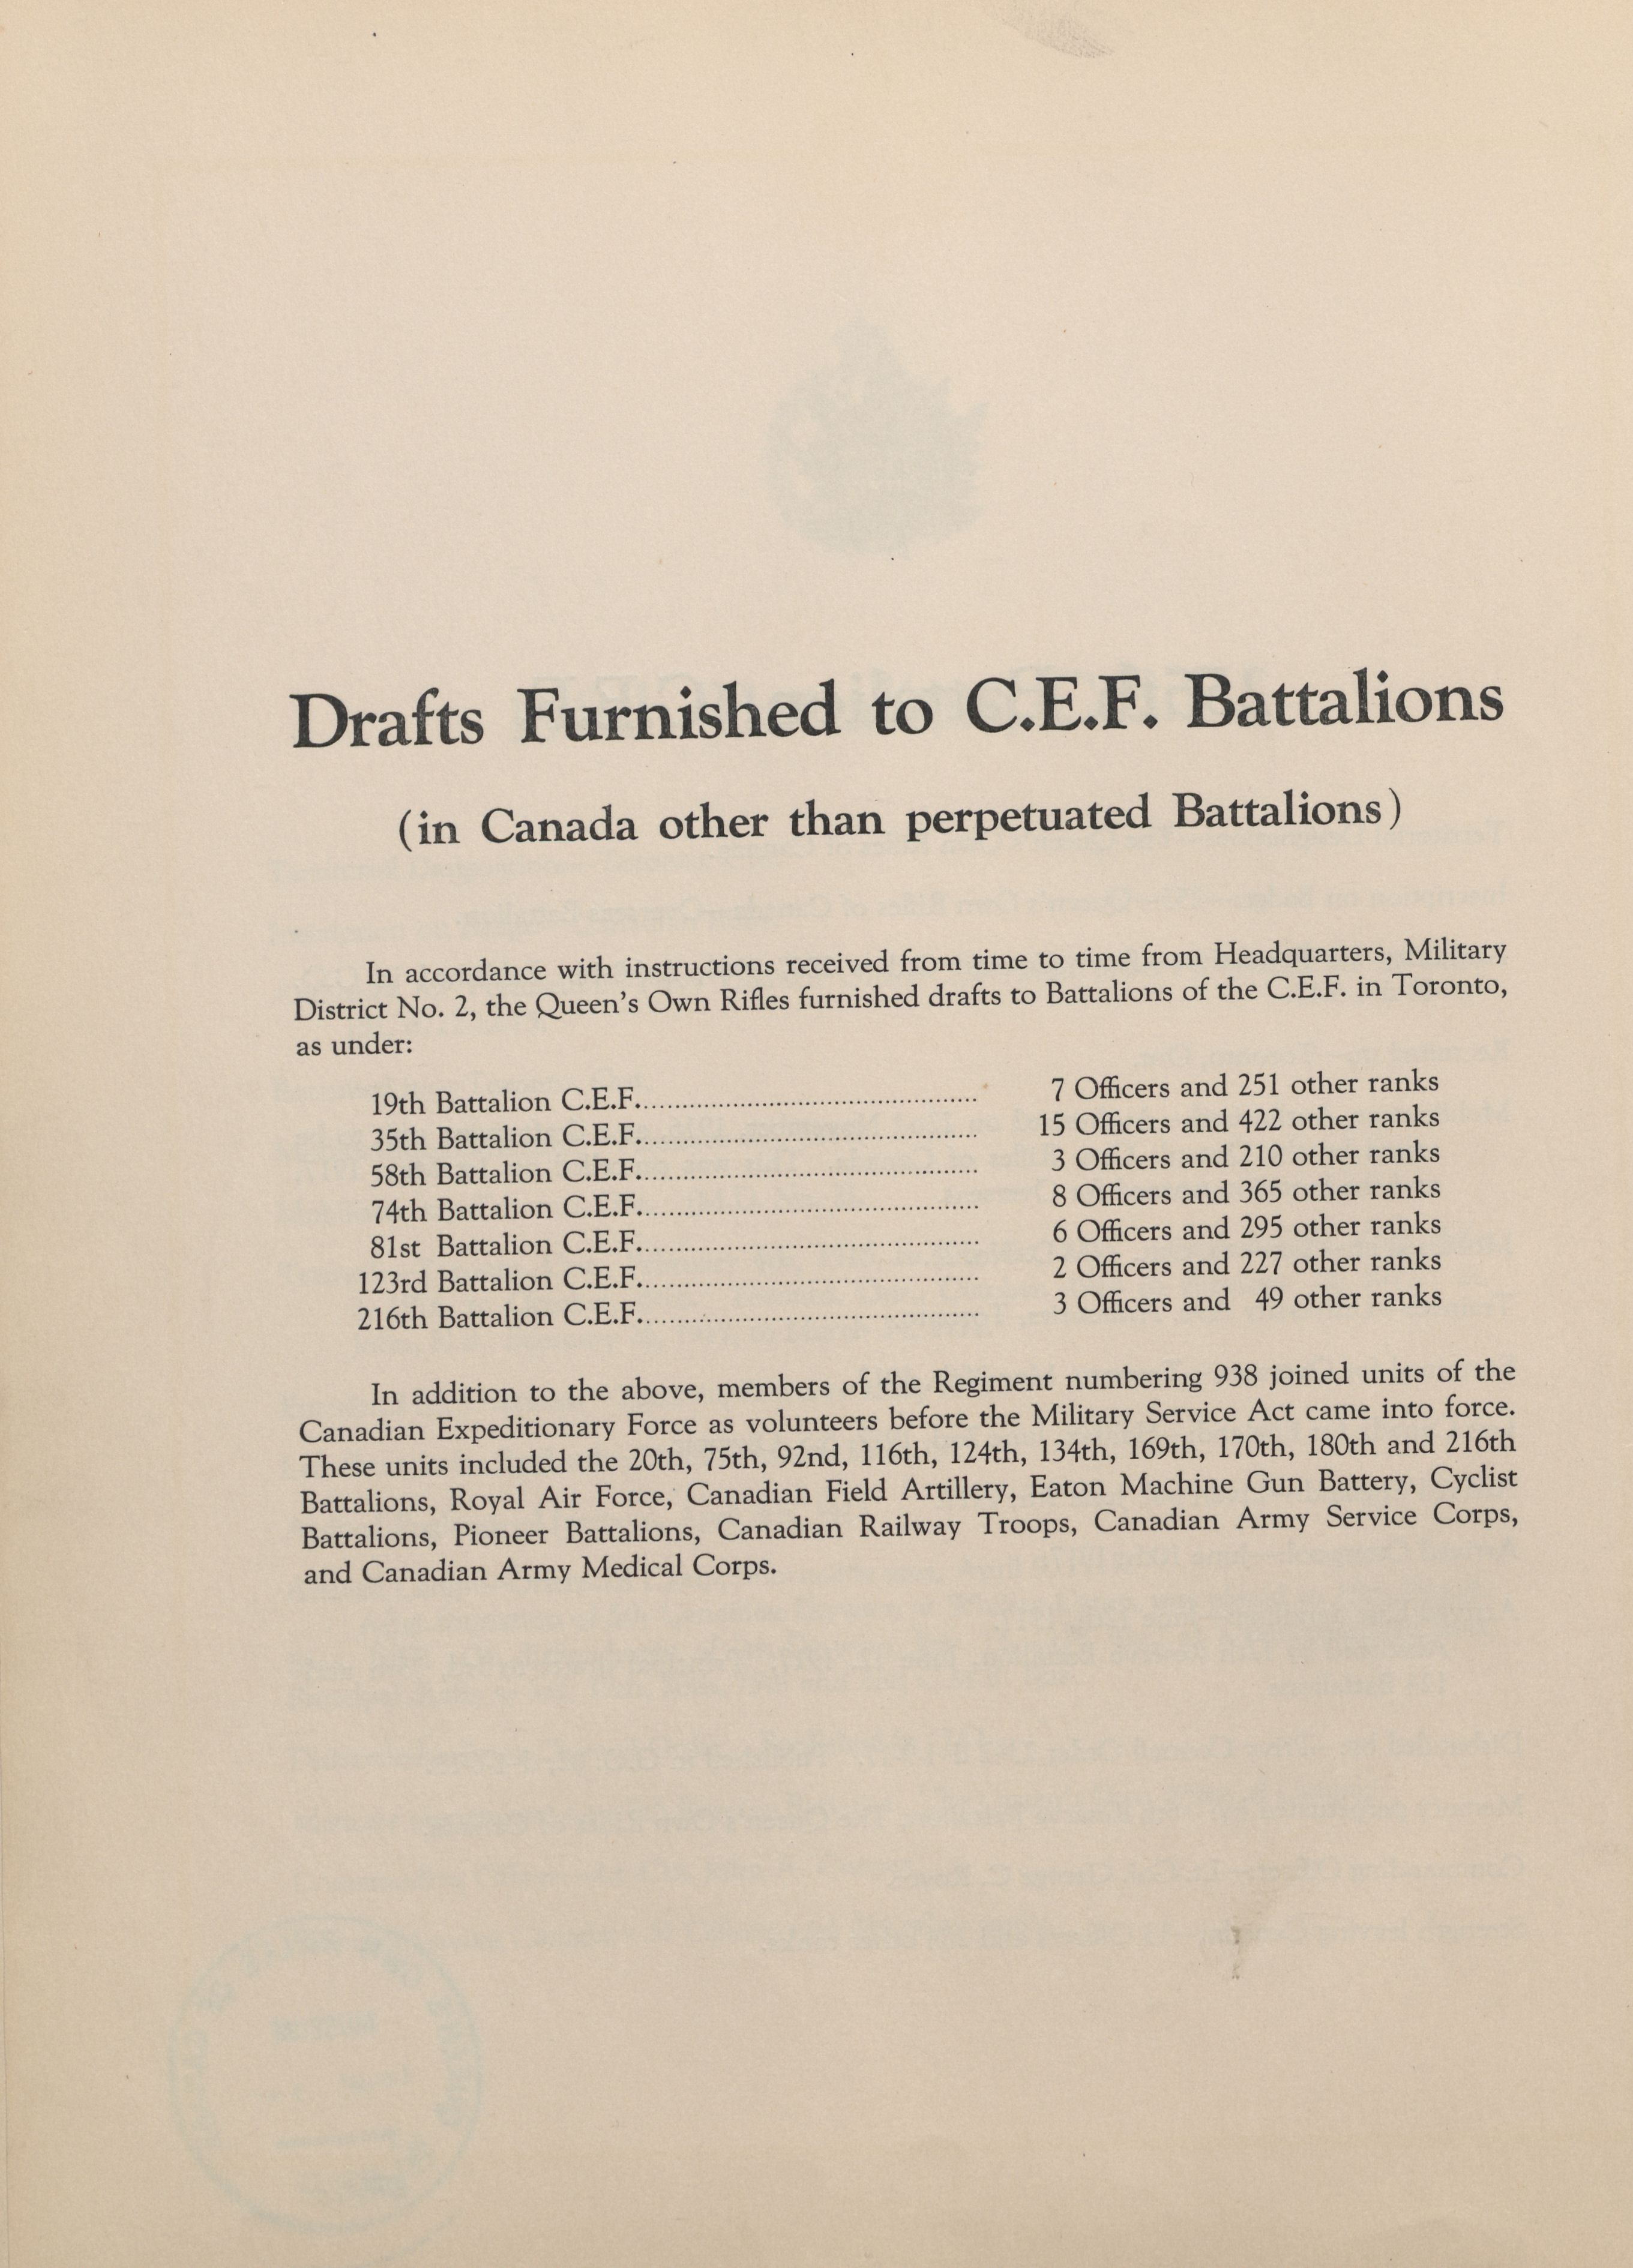 Drafts Furnished to C.E.F. Battalions
(in Canada other than perpetuated Battalions)
In accordance with instructions received from time to time from Headquarters, Military
District No. 2, the Queen's Own Rifles furnished drafts to Battalions of the C.E.F. in Toronto,
as under:
19th Battalion C.E.F. 7 Officers and 251 other ranks
35th Battalion C.E.F. 15 Officers and 422 other ranks
58th Battalion C.E.F. 3 Officers and 210 other ranks
74th Battalion C.E.F. 8 Officers and 365 other ranks
81st Battalion C.E.F. 6 Officers and 295 other ranks
123rd Battalion C.E.F. 2 Officers and 227 other ranks
216th Battalion C.E.F. 3 Officers and 49 other ranks
In addition to the above, members of the Regiment numbering 938 joined units of the
Canadian Expeditionary Force as volunteers before the Military Service Act came into force.
These units included the 20th, 75th, 92nd, 116th, 124th, 134th, 169th, 170th, 180th and 216th
Battalions, Royal Air Force, Canadian Field Artillery, Eaton Machine Gun Battery, Cyclist
Battalions, Pioneer Battalions, Canadian Railway Troops, Canadian Army Service Corps,
and Canadian Army Medical Corps.